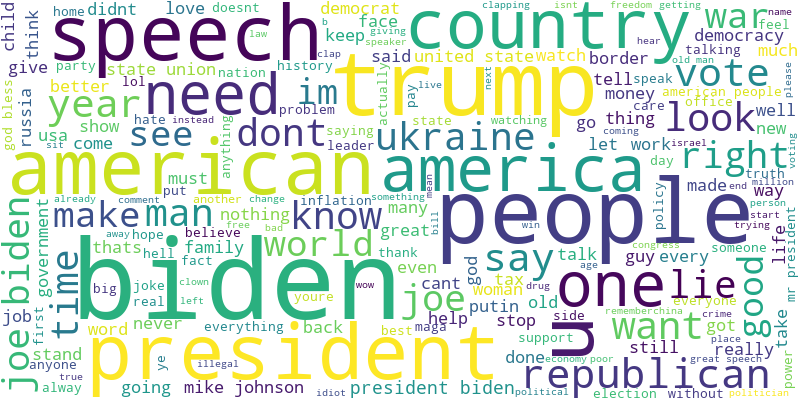 child home didnt love doesnt clapping isnt freedom getting name
think democrat b law giving clap speaker hear feel
speech country war
give party state union nation history face keep said united state watch border democracy talking much
god bless russia better lol problem actually pay live next tell speak money care american people office old man please
year need im trump vote
usa show hate instead leader saying state watching go thing coming look well new
sit come see dont ukraine let work israel day right truth voting
american america
already must put another change nothing comment anything inflation something mean many bill win policy made end million way person
make man know people start trying
government thats away hope believe free bad great congress someone life mr president
joe biden time hell family fact world thank even god say talk age guy every
big joke clown youre cant tax woman drug one lie good
job first real left wow joe putin old side rememberchina everyone crime
biden u want got take
word never everything back best maga help stop support still place really
stand anyone true president done economy poor great speech power
alway going ye mike johnson illegal idiot president biden political republican election without politician